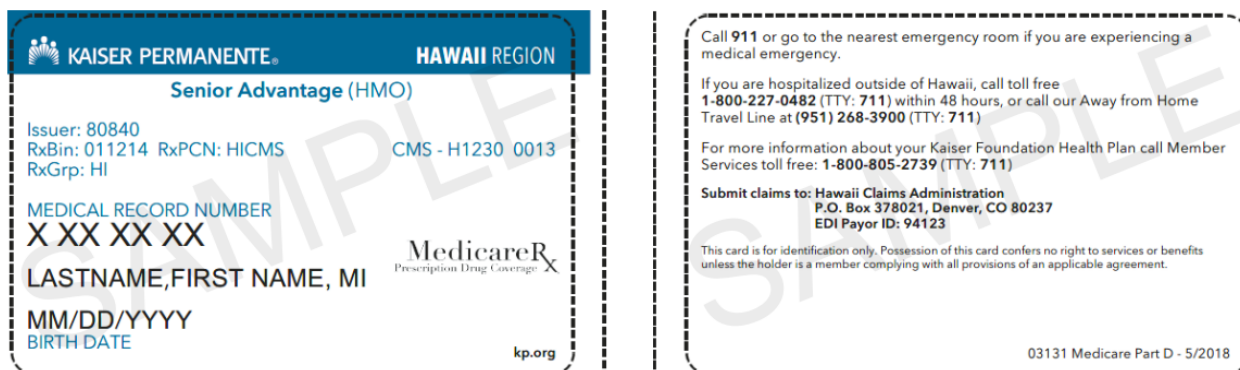 KAISER PERMANENTE®
HAWAII REGION
Senior Advantage (HMO)
Issuer: 80840
RxBin: 011214 RxPCN: HICMS
CMS - H1230 0013
RxGrp: HI
MEDICAL RECORD NUMBER
X XX XX XX
MedicareRx
Prescription Drug Coverage
LASTNAME,FIRST NAME, MI
MM/DD/YYYY
BIRTH DATE
kp.org
SAMPLE
Call 911 or go to the nearest emergency room if you are experiencing a
medical emergency.
If you are hospitalized outside of Hawaii, call toll free
1-800-227-0482 (TTY: 711) within 48 hours, or call our Away from Home
Travel Line at (951) 268-3900 (TTY: 711)
For more information about your Kaiser Foundation Health Plan call Member
Services toll free: 1-800-805-2739 (TTY: 711)
Submit claims to: Hawaii Claims Administration
P.O. Box 378021, Denver, CO 80237
EDI Payor ID: 94123
This card is for identification only. Possession of this card confers no right to services or benefits
unless the holder is a member complying with all provisions of an applicable agreement.
03131 Medicare Part D - 5/2018
SAMPLE